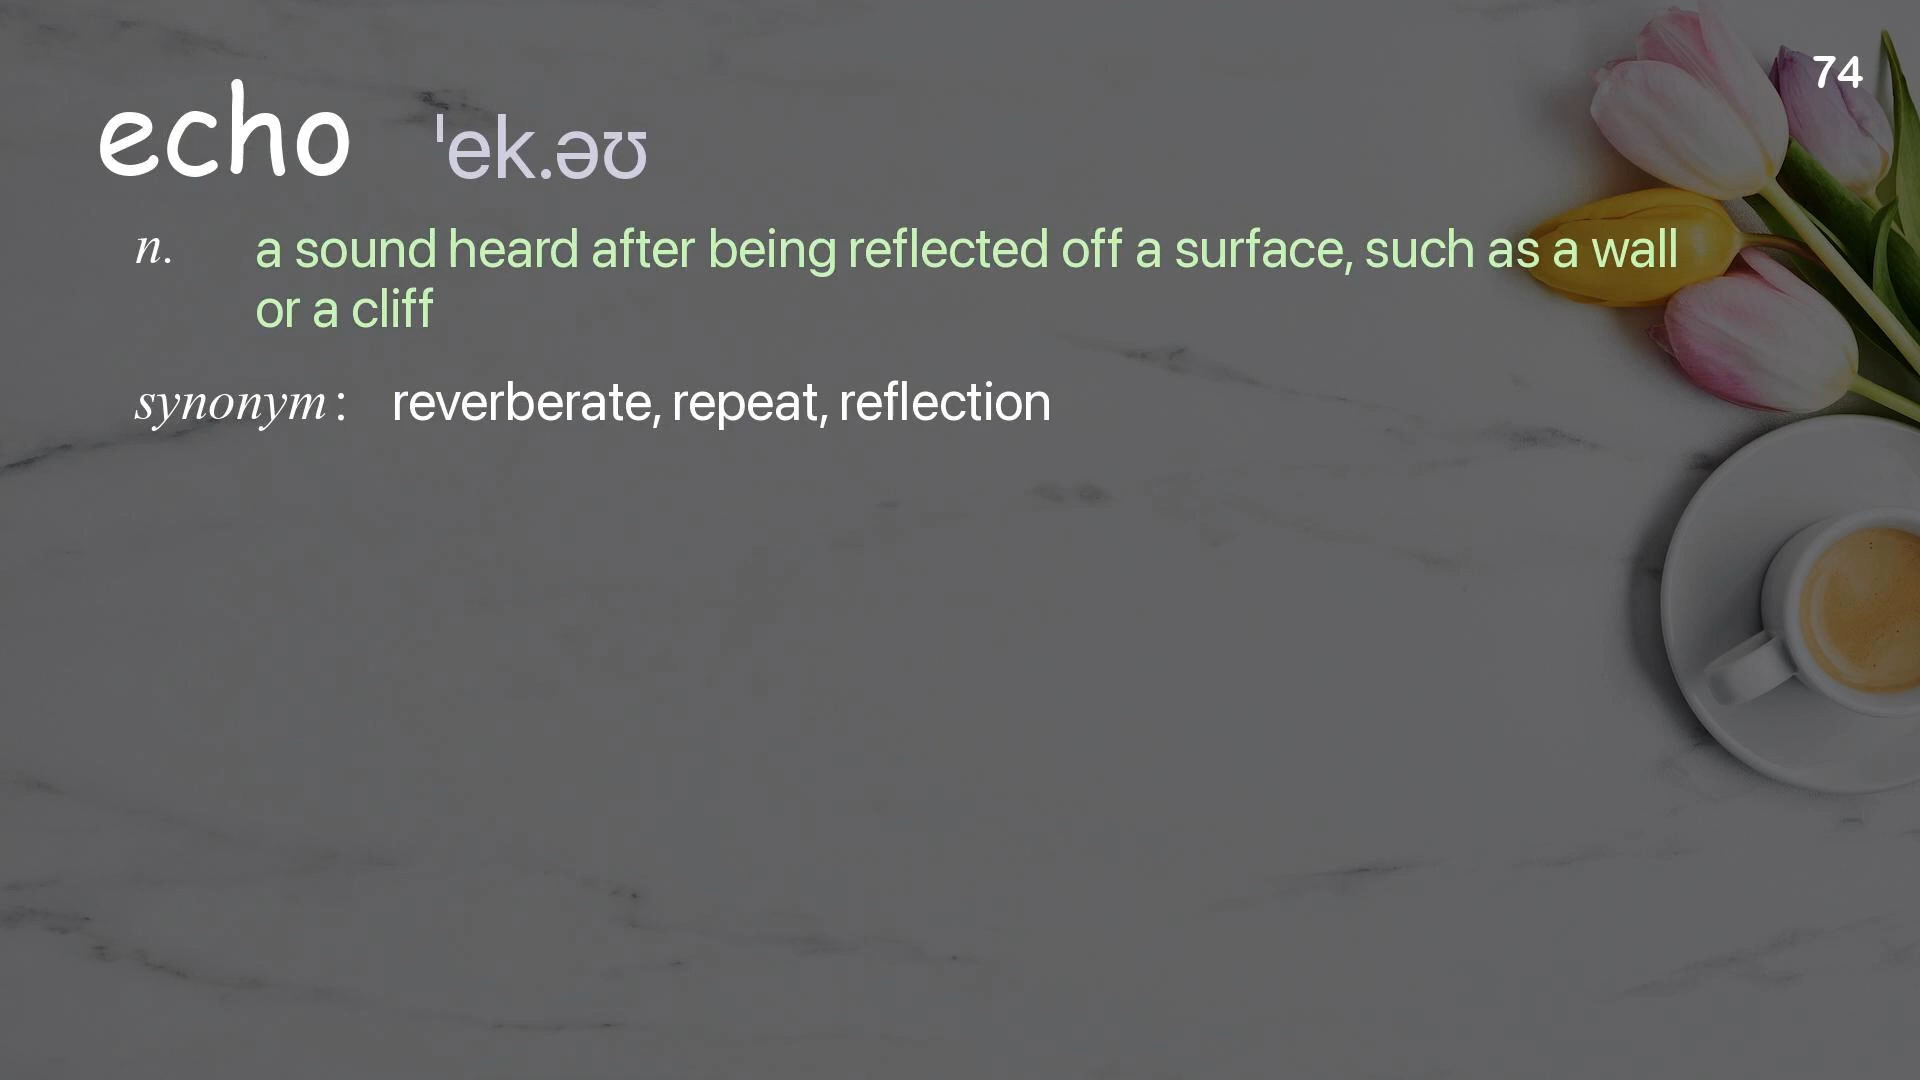 74
echo ˈek.əʊ
n. a sound heard after being reflected off a surface, such as a wall
or a cliff
synonym : reverberate, repeat, reflection